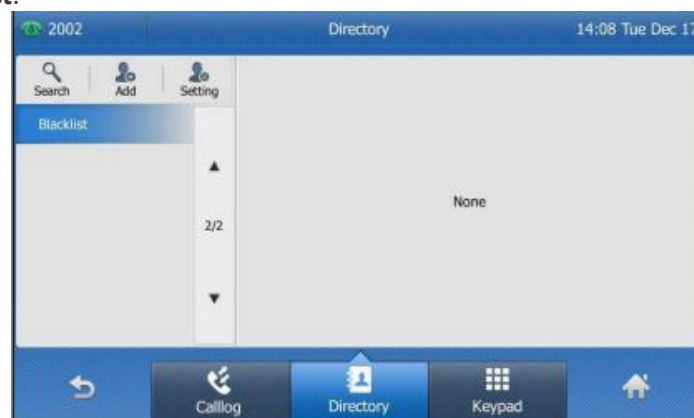 2002 Directory 14:08 Tue Dec 17
Search Add Setting
Blacklist
2/2
None
Calllog Directory Keypad